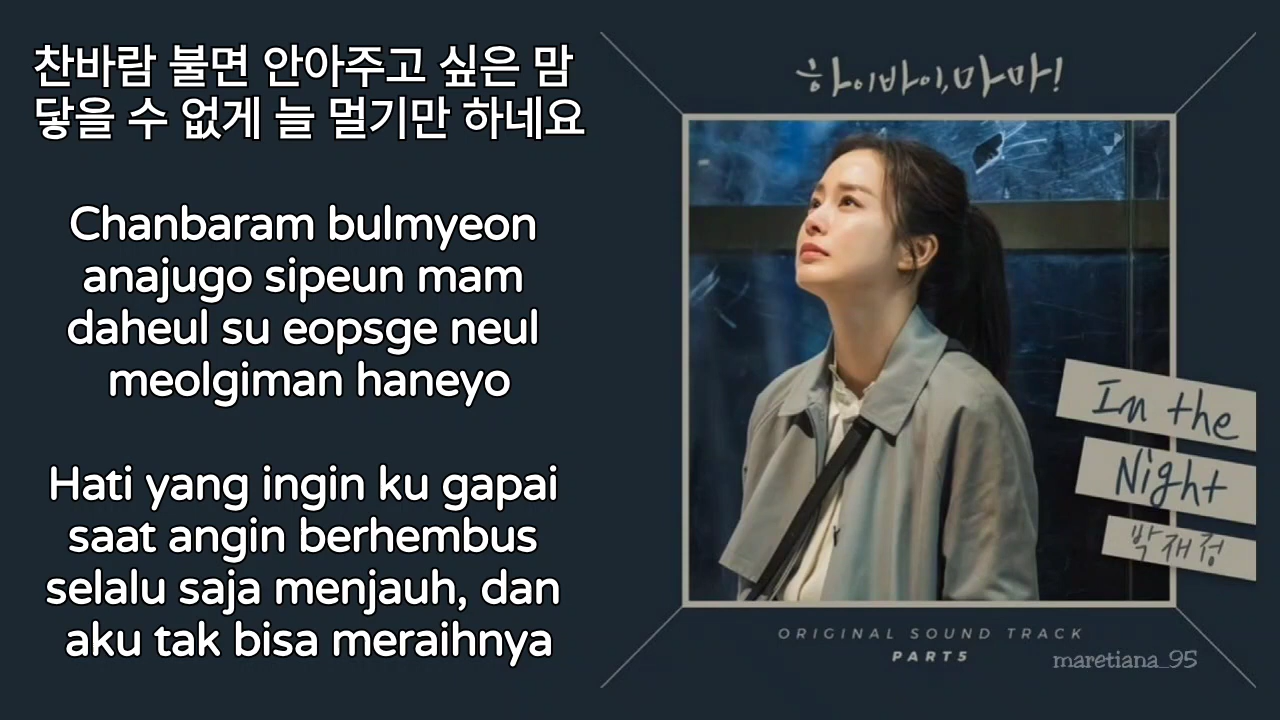 찬바람 불면 안아주고 싶은 맘
닿을 수 없게 늘 멀기만 하네요
Chanbaram bulmyeon
anajugo sipeun mam
daheul su eopsge neul
meolgiman haneyo
Hati yang ingin ku gapai
saat angin berhembus
selalu saja menjauh, dan
aku tak bisa meraihnya
하이바이,마마!
In the
Night
박재정
ORIGINAL SOUND TRACK
PART5
maretiana_95